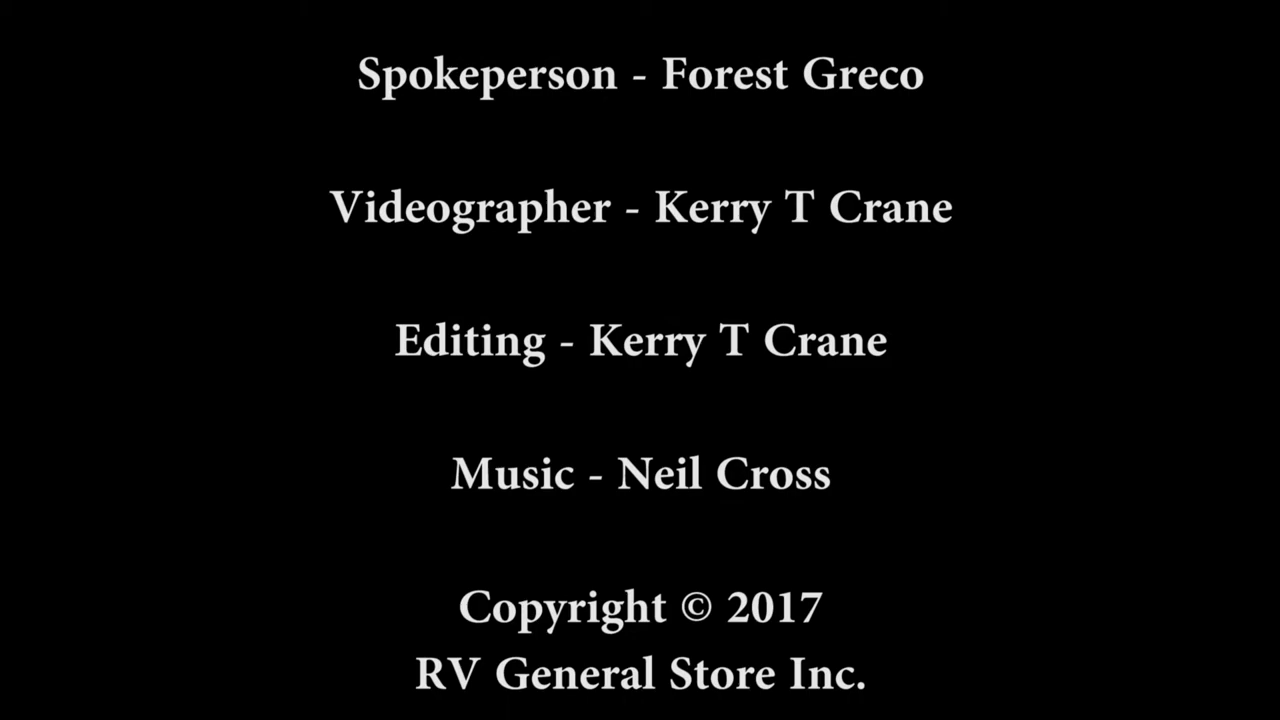 Spokeperson - Forest Greco
Videographer - Kerry T Crane
Editing - Kerry T Crane
Music - Neil Cross
Copyright © 2017
RV General Store Inc.